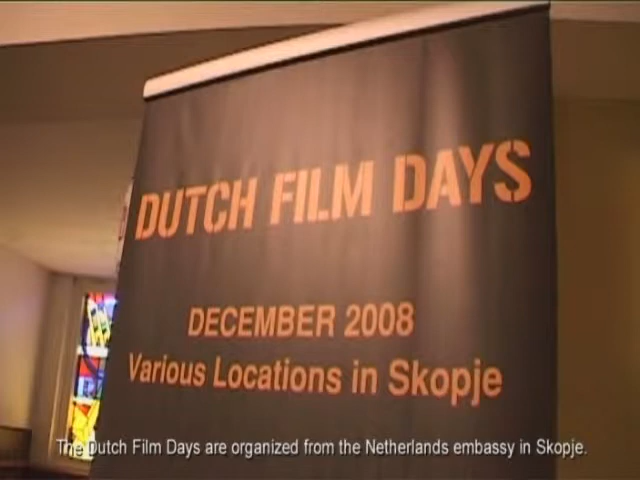 DUTCH FILM DAYS
DECEMBER 2008
Various Locations in Skopje
The Dutch Film Days are organized from the Netherlands embassy in Skopje.